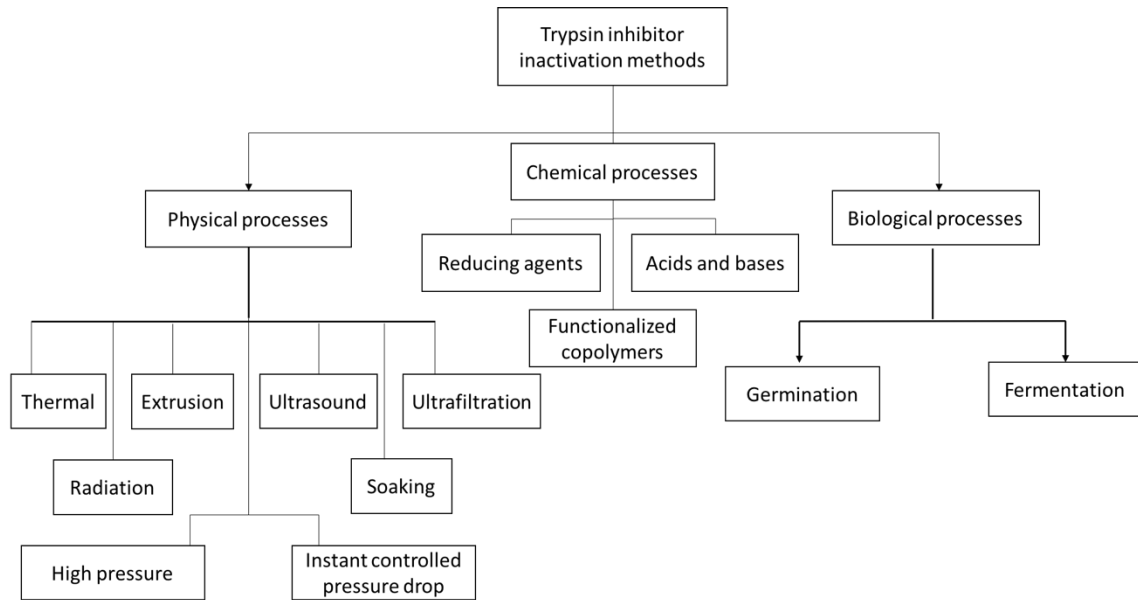 Trypsin inhibitor
inactivation methods
Chemical processes
Physical processes
Biological processes
Reducing agents
Acids and bases
Functionalized
copolymers
Thermal
Extrusion
Ultrasound
Ultrafiltration
Germination
Fermentation
Radiation
Soaking
High pressure
Instant controlled
pressure drop